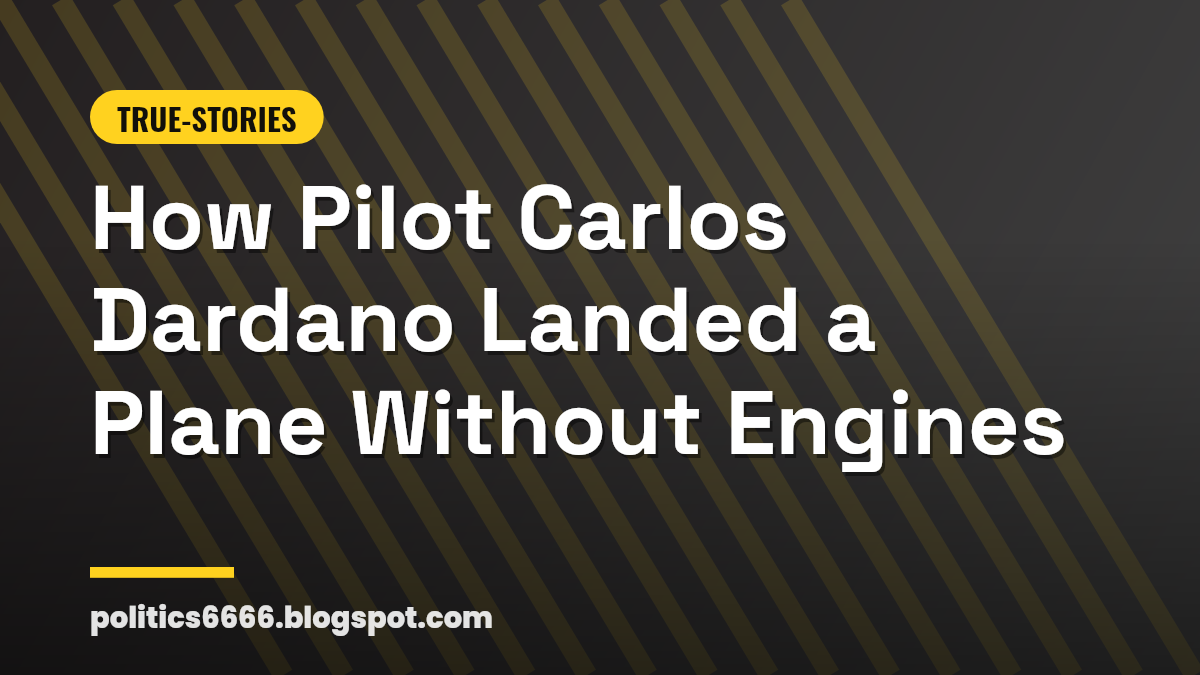 TRUE-STORIES
How Pilot Carlos
Dardano Landed a
Plane Without Engines
politics6666.blogspot.com